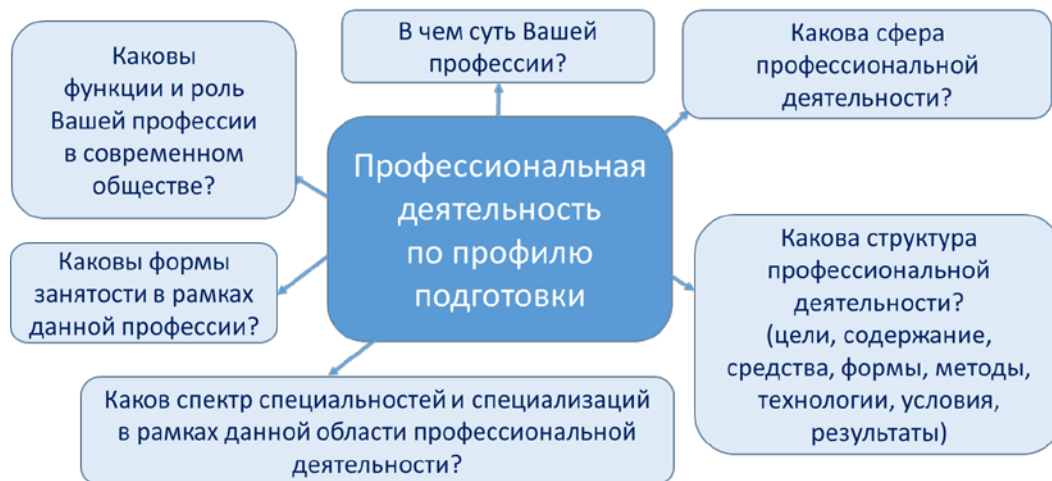 В чем суть Вашей
профессии?
Какова сфера
профессиональной
деятельности?
Каковы
функции и роль
Вашей профессии
в современном
обществе?
Профессиональная
деятельность
по профилю
подготовки
Каковы формы
занятости в рамках
данной профессии?
Какова структура
профессиональной
деятельности?
(цели, содержание,
средства, формы, методы,
технологии, условия,
результаты)
Каков спектр специальностей и специализаций
в рамках данной области профессиональной
деятельности?